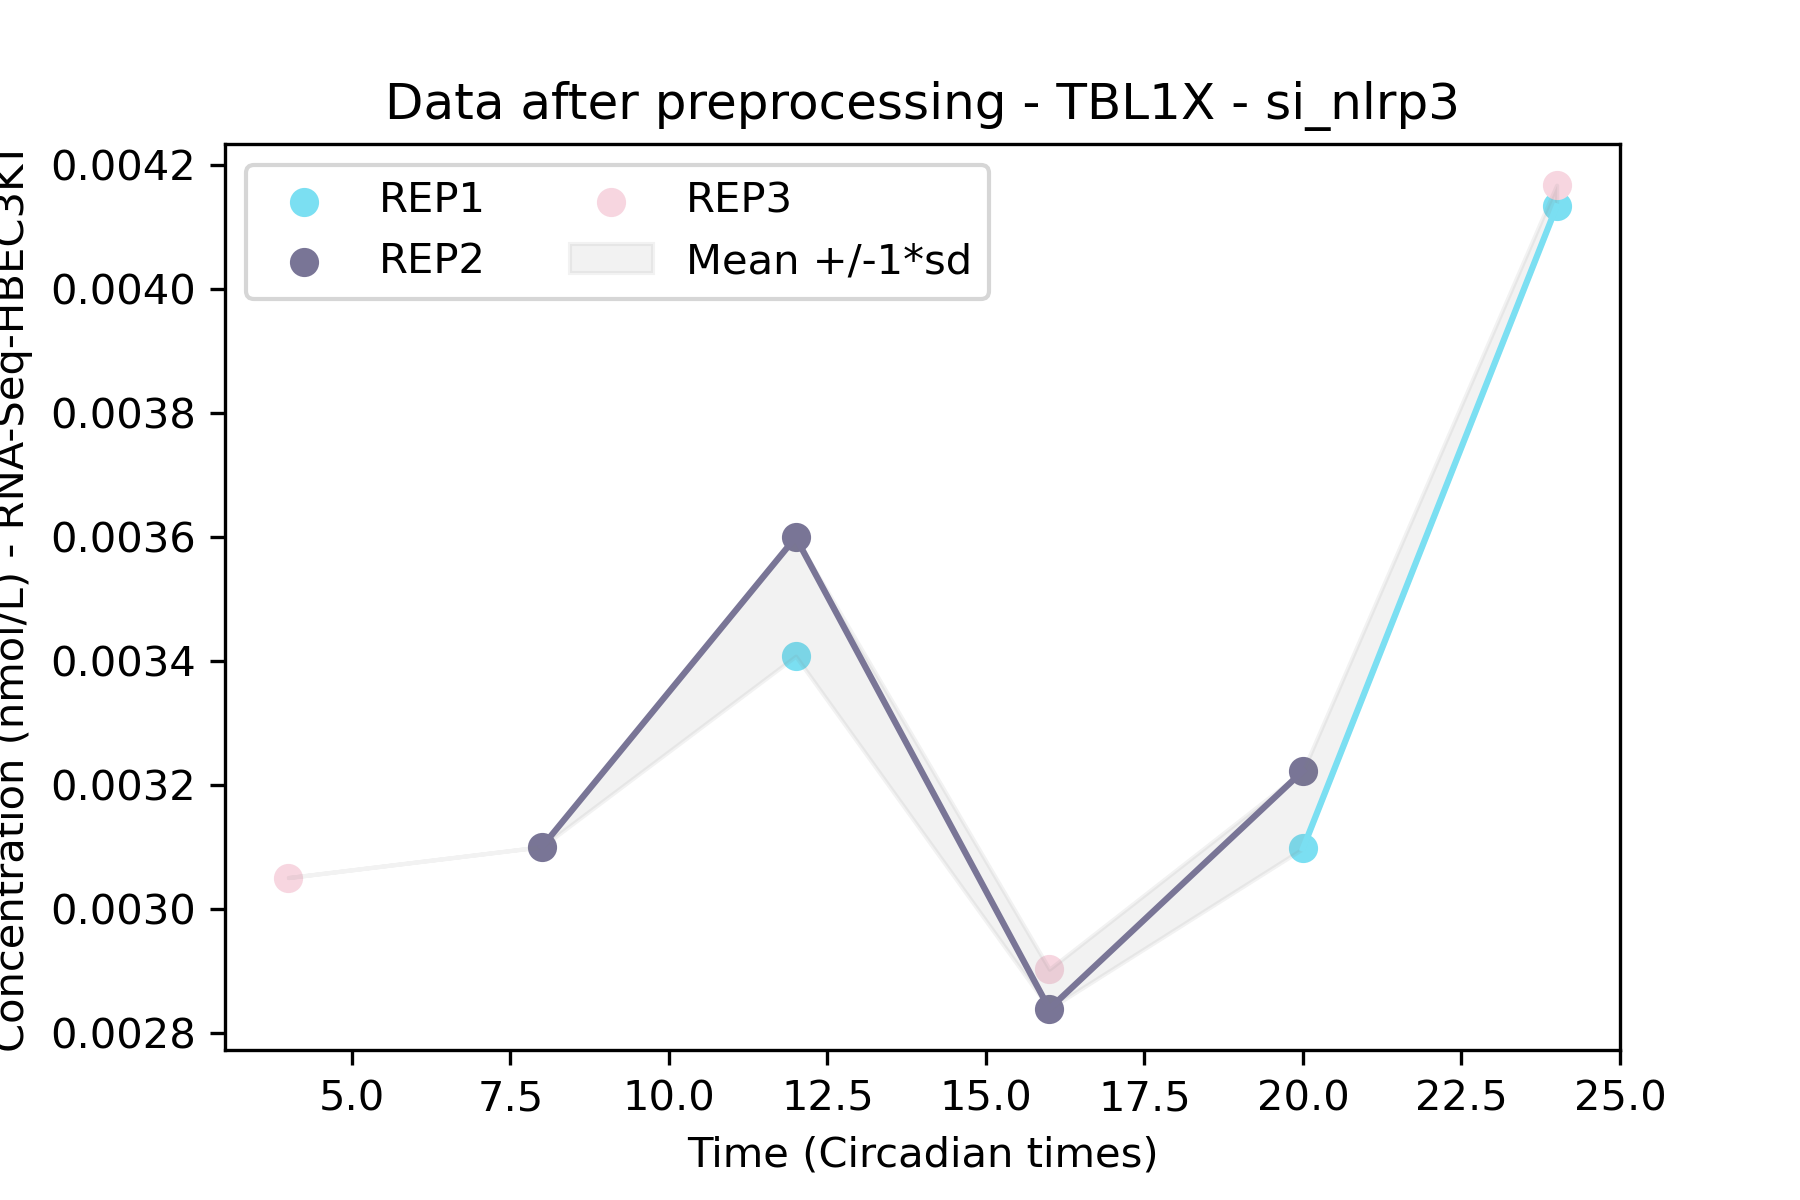 Data after preprocessing - TBL1X - si_nlrp3
Concentration (nmol/L) - RNA-Seq-HBEC3KT
0.0042
0.0040
0.0038
0.0036
0.0034
0.0032
0.0030
0.0028
REP1
REP2
REP3
Mean +/-1*sd
5.0 7.5 10.0 12.5 15.0 17.5 20.0 22.5 25.0
Time (Circadian times)